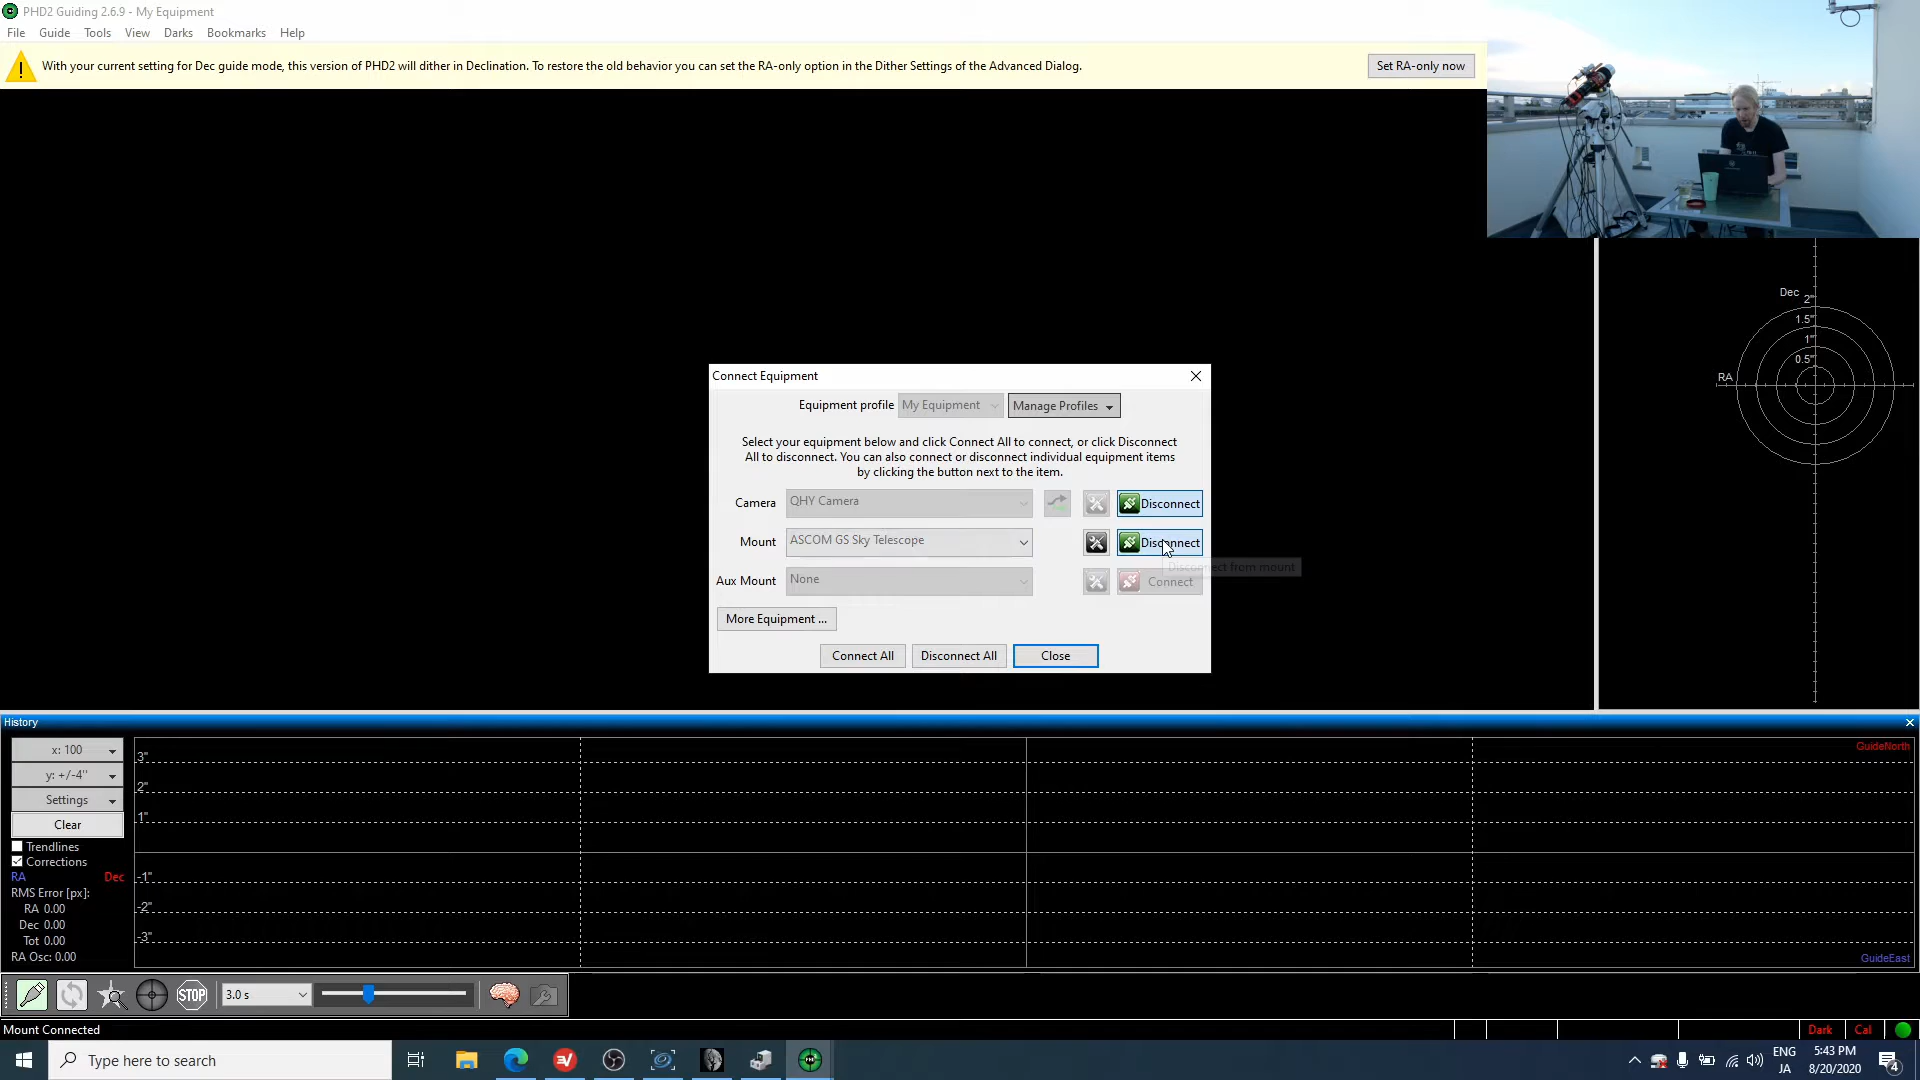 PHD2 Guiding 2.6.9 - My Equipment
File Guide Tools View Darks Bookmarks Help
With your current setting for Dec guide mode, this version of PHD2 will dither in Declination. To restore the old behavior you can set the RA-only option in the Dither Settings of the Advanced Dialog.
Set RA-only now
Dec
2"
1.5"
1"
0.5"
RA
Connect Equipment
Equipment profile My Equipment Manage Profiles
Select your equipment below and click Connect All to connect, or click Disconnect
All to disconnect. You can also connect or disconnect individual equipment items
by clicking the button next to the item.
Camera QHY Camera Disconnect
Mount ASCOM GS Sky Telescope Disconnect
Disconnect from mount
Aux Mount None Connect
More Equipment ...
Connect All Disconnect All Close
History
x: 100
y: +/-4"
Settings
Clear
Trendlines
Corrections
RA Dec
RMS Error [px]:
RA 0.00
Dec 0.00
Tot 0.00
RA Osc: 0.00
3"
2"
1"
-1"
-2"
-3"
GuideNorth
GuideEast
STOP
3.0 s
Mount Connected
Dark Cal
Type here to search
ENG
JA
5:43 PM
8/20/2020
4